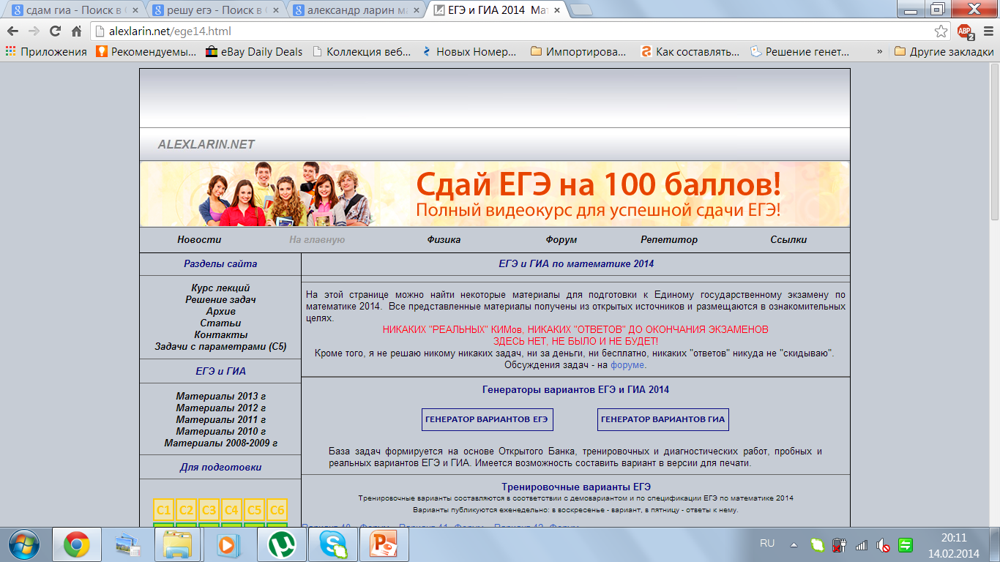 сдам гиа - Поиск в
решу егэ - Поиск в
александр ларин ма
ЕГЭ и ГИА 2014 Мат
alexlarin.net/ege14.html
ABP
2
Приложения
Рекомендуемы...
eBay Daily Deals
Коллекция веб...
Новых Номер...
Импортирова...
Как составлять...
Решение генет...
»
Другие закладки
ALEXLARIN.NET
Сдай ЕГЭ на 100 баллов!
Полный видеокурс для успешной сдачи ЕГЭ!
Новости На главную Физика Форум Репетитор Ссылки
Разделы сайта
Курс лекций
Решение задач
Архив
Статьи
Контакты
Задачи с параметрами (С5)
ЕГЭ и ГИА
Материалы 2013 г
Материалы 2012 г
Материалы 2011 г
Материалы 2010 г
Материалы 2008-2009 г
Для подготовки
С1 С2 С3 С4 С5 С6
ЕГЭ и ГИА по математике 2014
На этой странице можно найти некоторые материалы для подготовки к Единому государственному экзамену по
математике 2014. Все представленные материалы получены из открытых источников и размещаются в ознакомительных
целях.
НИКАКИХ "РЕАЛЬНЫХ" КИМов, НИКАКИХ "ОТВЕТОВ" ДО ОКОНЧАНИЯ ЭКЗАМЕНОВ
ЗДЕСЬ НЕТ, НЕ БЫЛО И НЕ БУДЕТ!
Кроме того, я не решаю никому никаких задач, ни за деньги, ни бесплатно, никаких "ответов" никуда не "скидываю".
Обсуждения задач - на форуме.
Генераторы вариантов ЕГЭ и ГИА 2014
ГЕНЕРАТОР ВАРИАНТОВ ЕГЭ
ГЕНЕРАТОР ВАРИАНТОВ ГИА
База задач формируется на основе Открытого Банка, тренировочных и диагностических работ, пробных и
реальных вариантов ЕГЭ и ГИА. Имеется возможность составить вариант в версии для печати.
Тренировочные варианты ЕГЭ
Тренировочные варианты составляются в соответствии с демовариантом и по спецификации ЕГЭ по математике 2014
Варианты публикуются еженедельно: в воскресенье - вариант, в пятницу - ответы к нему.
RU
20:11
14.02.2014